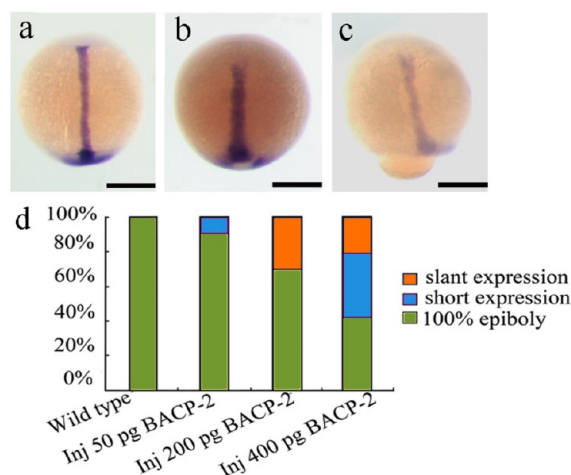 a
b
c
d
100%
80%
60%
40%
20%
0%
slant expression
short expression
100% epiboly
Wild type
Inj 50 pg BACP-2
Inj 200 pg BACP-2
Inj 400 pg BACP-2